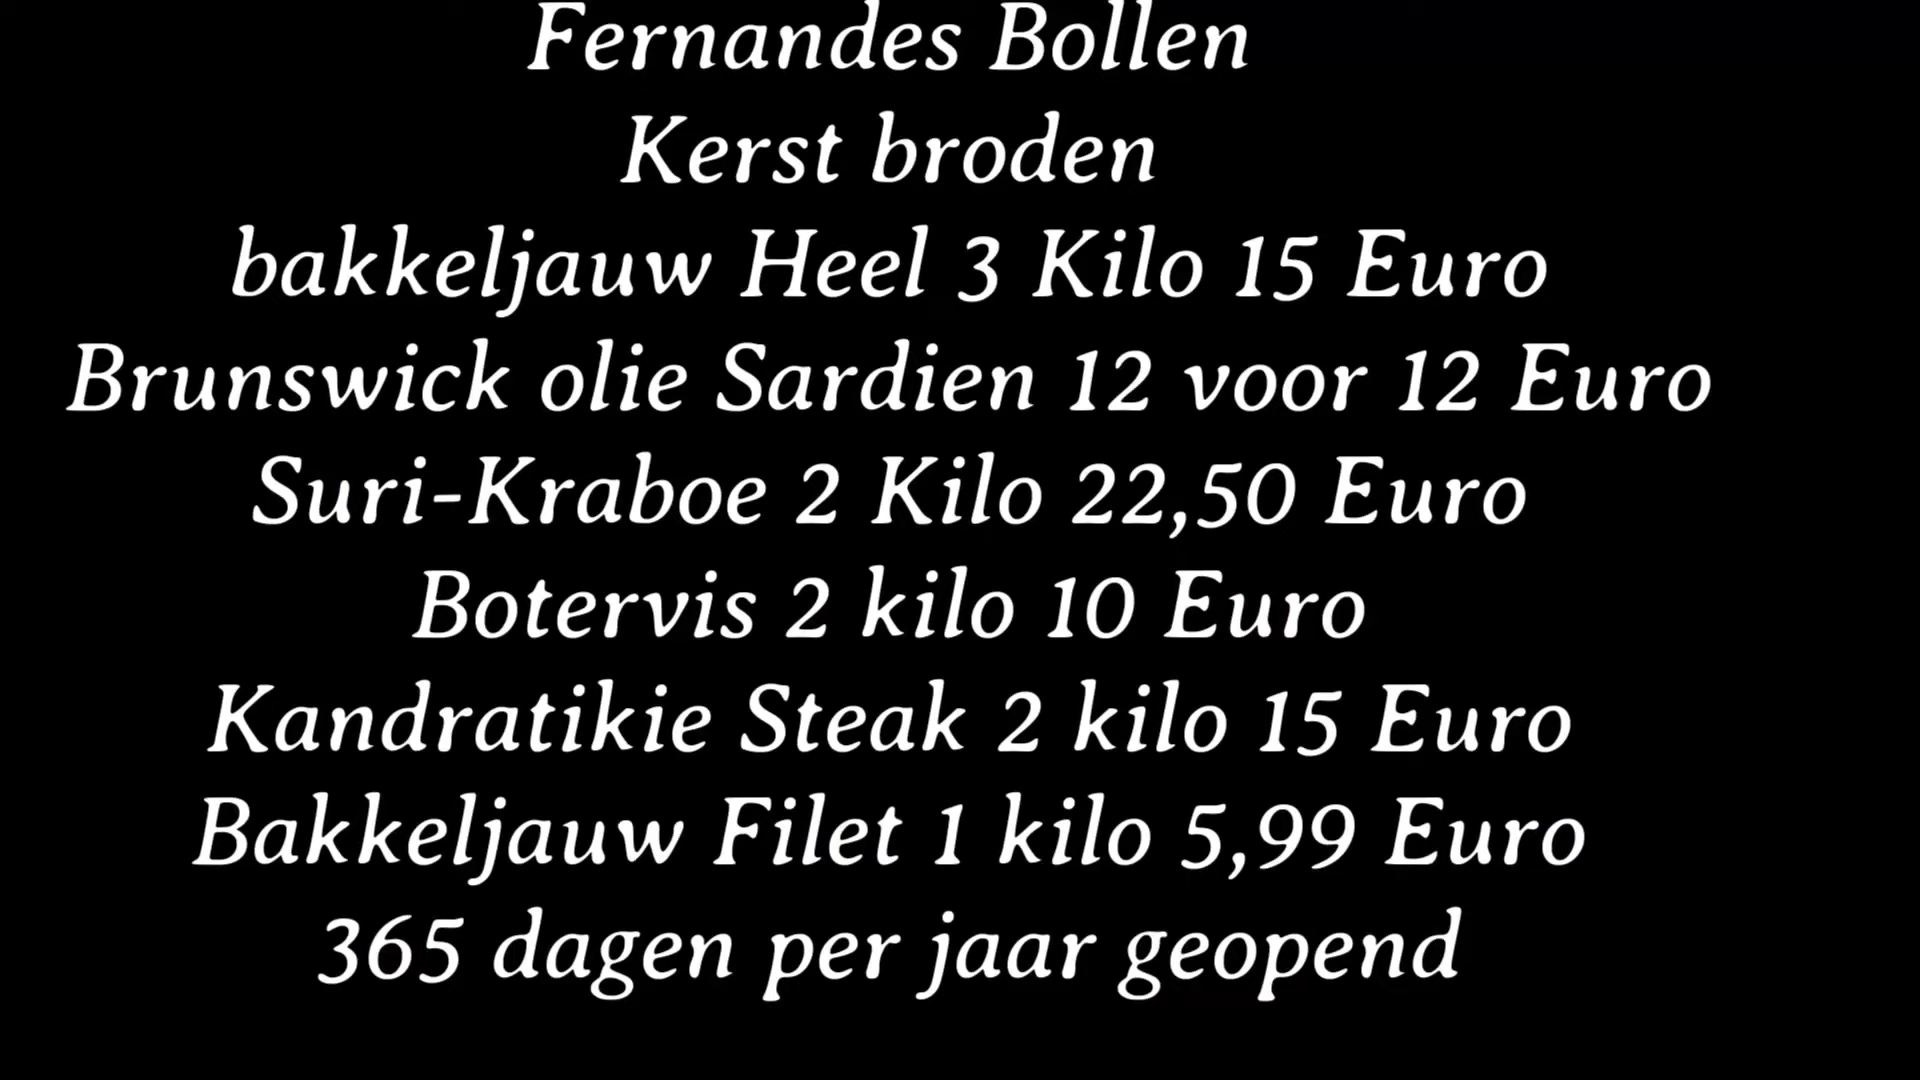 Fernandes Bollen
Kerst broden
bakkeljauw Heel 3 Kilo 15 Euro
Brunswick olie Sardien 12 voor 12 Euro
Suri-Kraboe 2 Kilo 22,50 Euro
Botervis 2 kilo 10 Euro
Kandratikie Steak 2 kilo 15 Euro
Bakkeljauw Filet 1 kilo 5,99 Euro
365 dagen per jaar geopend